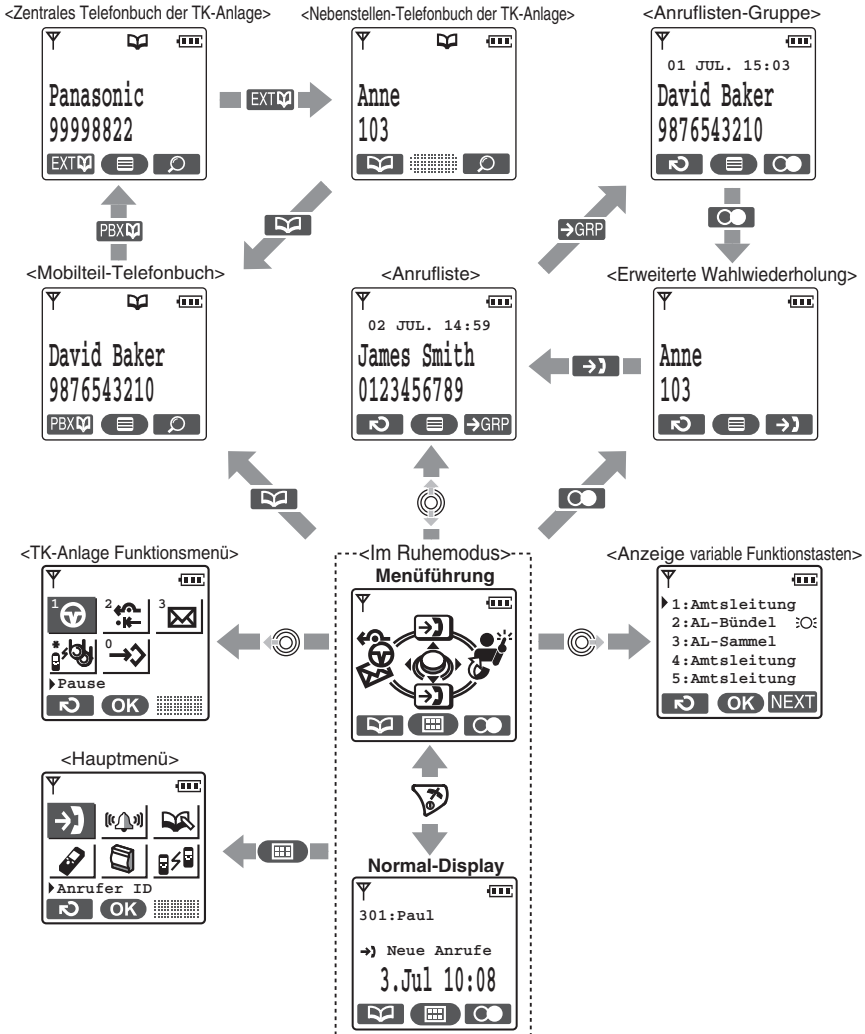 <Zentrales Telefonbuch der TK-Anlage>
Panasonic
99998822
EXT
EXT
<Nebenstellen-Telefonbuch der TK-Anlage>
Anne
103
<Anruflisten-Gruppe>
01 JUL. 15:03
David Baker
9876543210
PBX
→GRP
<Mobilteil-Telefonbuch>
David Baker
9876543210
PBX
<Anrufliste>
02 JUL. 14:59
James Smith
0123456789
→GRP
<Erweiterte Wahlwiederholung>
Anne
103
<TK-Anlage Funktionsmenü>
1 2 3
* 0
Pause
OK
<Im Ruhemodus>
Menüführung
<Anzeige variable Funktionstasten>
1:Amtsleitung
2:AL-Bündel
3:AL-Sammel
4:Amtsleitung
5:Amtsleitung
OK NEXT
<Hauptmenü>
Anrufer ID
OK
Normal-Display
301:Paul
Neue Anrufe
3.Jul 10:08